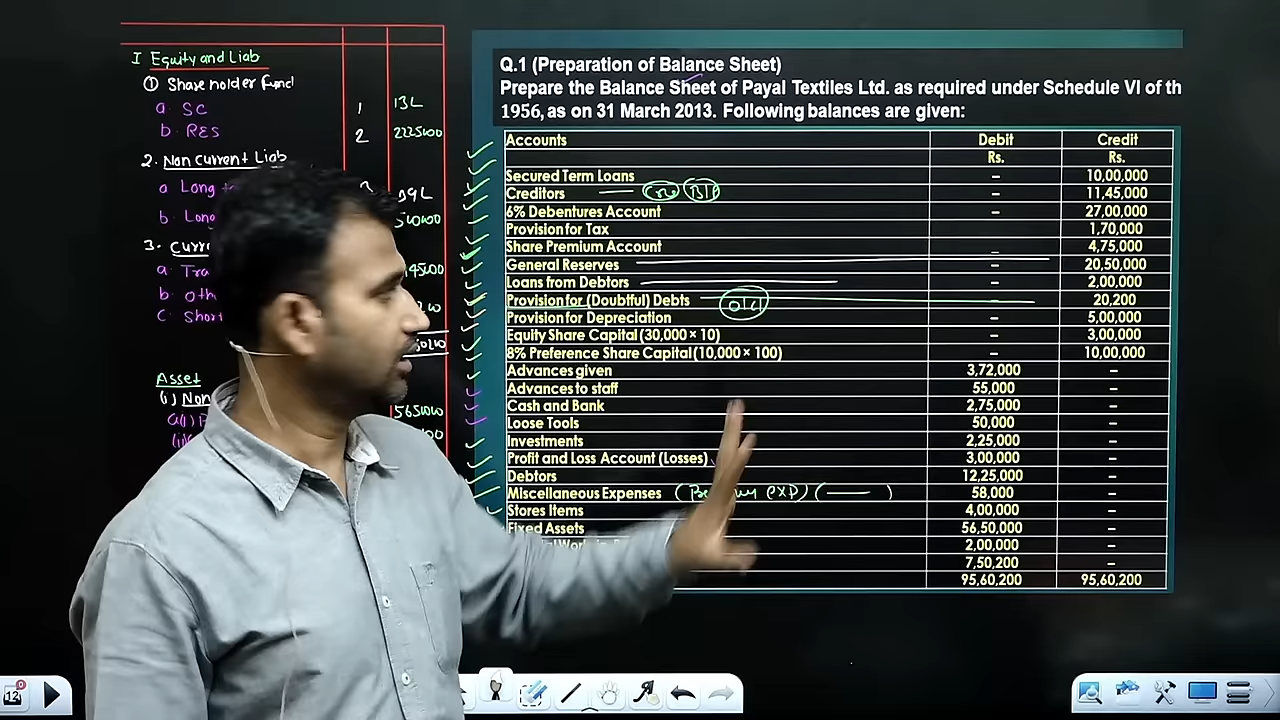 I Equity and Liab
① Share holder fund
a. SC 1 13L
b. RES 2 2225000
2. Non current Liab
a Long 39L
b. Long 540000
3. Curr
a. Tra 145000
b. oth
c. Short
Asset
(i) Non
565000
Q.1 (Preparation of Balance Sheet)
Prepare the Balance Sheet of Payal Textiles Ltd. as required under Schedule VI of th
1956, as on 31 March 2013. Following balances are given:
Accounts Debit Credit
Rs. Rs.
Secured Term Loans – 10,00,000
Creditors – 11,45,000
6% Debentures Account – 27,00,000
Provision for Tax 1,70,000
Share Premium Account – 4,75,000
General Reserves – 20,50,000
Loans from Debtors – 2,00,000
Provision for (Doubtful) Debts – 20,200
Provision for Depreciation – 5,00,000
Equity Share Capital (30,000 × 10) – 3,00,000
8% Preference Share Capital (10,000 × 100) – 10,00,000
Advances given 3,72,000 –
Advances to staff 55,000 –
Cash and Bank 2,75,000 –
Loose Tools 50,000 –
Investments 2,25,000 –
Profit and Loss Account (Losses) 3,00,000 –
Debtors 12,25,000 –
Miscellaneous Expenses 58,000 –
Stores Items 4,00,000 –
Fixed Assets 56,50,000 –
2,00,000 –
7,50,200 –
95,60,200 95,60,200
12